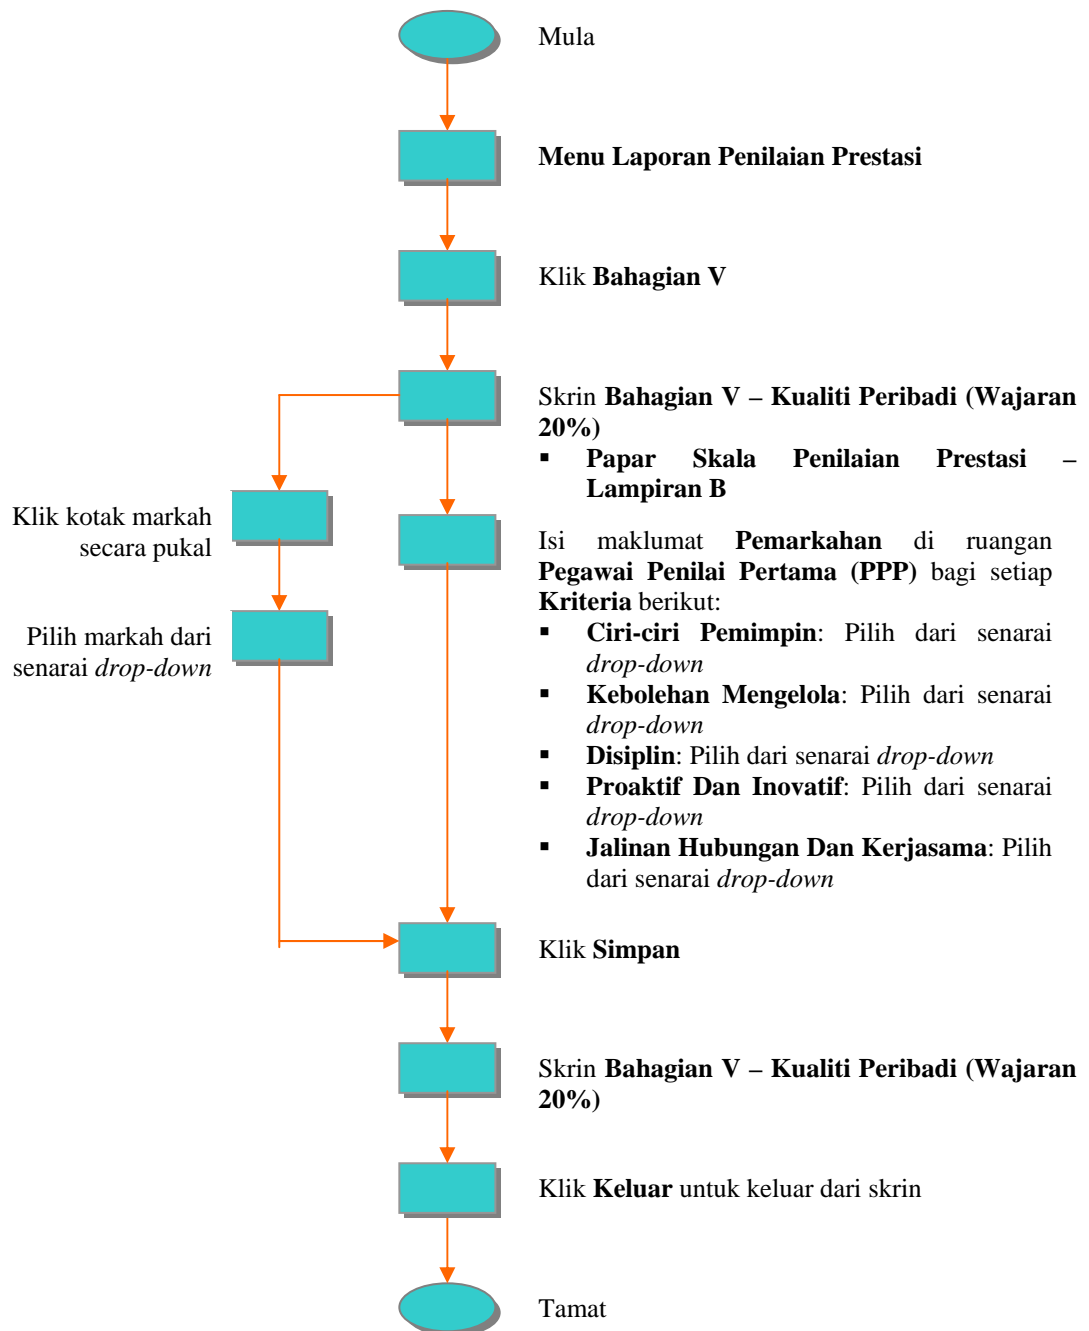 Mula
Menu Laporan Penilaian Prestasi
Klik Bahagian V
Skrin Bahagian V – Kualiti Peribadi (Wajaran
20%)
▪ Papar Skala Penilaian Prestasi –
Lampiran B
Klik kotak markah
secara pukal
Pilih markah dari
senarai drop-down
Isi maklumat Pemarkahan di ruangan
Pegawai Penilai Pertama (PPP) bagi setiap
Kriteria berikut:
▪ Ciri-ciri Pemimpin: Pilih dari senarai
drop-down
▪ Kebolehan Mengelola: Pilih dari senarai
drop-down
▪ Disiplin: Pilih dari senarai drop-down
▪ Proaktif Dan Inovatif: Pilih dari senarai
drop-down
▪ Jalinan Hubungan Dan Kerjasama: Pilih
dari senarai drop-down
Klik Simpan
Skrin Bahagian V – Kualiti Peribadi (Wajaran
20%)
Klik Keluar untuk keluar dari skrin
Tamat